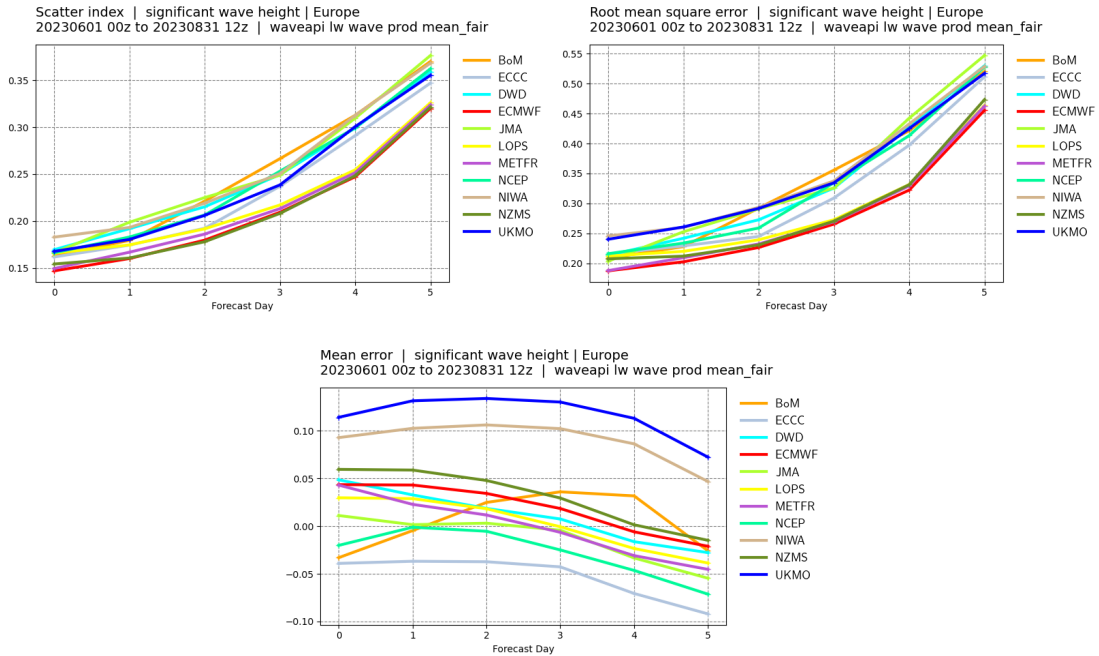 Scatter index | significant wave height | Europe
20230601 00z to 20230831 12z | waveapi lw wave prod mean_fair
0.35
0.30
0.25
0.20
0.15
0 1 2 3 4 5
Forecast Day
BoM
ECCC
DWD
ECMWF
JMA
LOPS
METFR
NCEP
NIWA
NZMS
UKMO
Root mean square error | significant wave height | Europe
20230601 00z to 20230831 12z | waveapi lw wave prod mean_fair
0.55
0.50
0.45
0.40
0.35
0.30
0.25
0.20
0 1 2 3 4 5
Forecast Day
BoM
ECCC
DWD
ECMWF
JMA
LOPS
METFR
NCEP
NIWA
NZMS
UKMO
Mean error | significant wave height | Europe
20230601 00z to 20230831 12z | waveapi lw wave prod mean_fair
0.10
0.05
0.00
−0.05
−0.10
0 1 2 3 4 5
Forecast Day
BoM
ECCC
DWD
ECMWF
JMA
LOPS
METFR
NCEP
NIWA
NZMS
UKMO